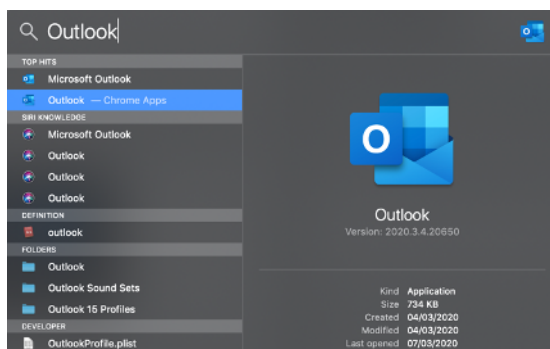 Outlook
TOP HITS
Microsoft Outlook
Outlook — Chrome Apps
SIRI KNOWLEDGE
Microsoft Outlook
Outlook
Outlook
Outlook
DEFINITION
outlook
FOLDERS
Outlook
Outlook Sound Sets
Outlook 15 Profiles
DEVELOPER
OutlookProfile.plist
O
Outlook
Version: 2020.3.4.20650
Kind Application
Size 734 KB
Created 04/03/2020
Modified 04/03/2020
Last opened 07/03/2020